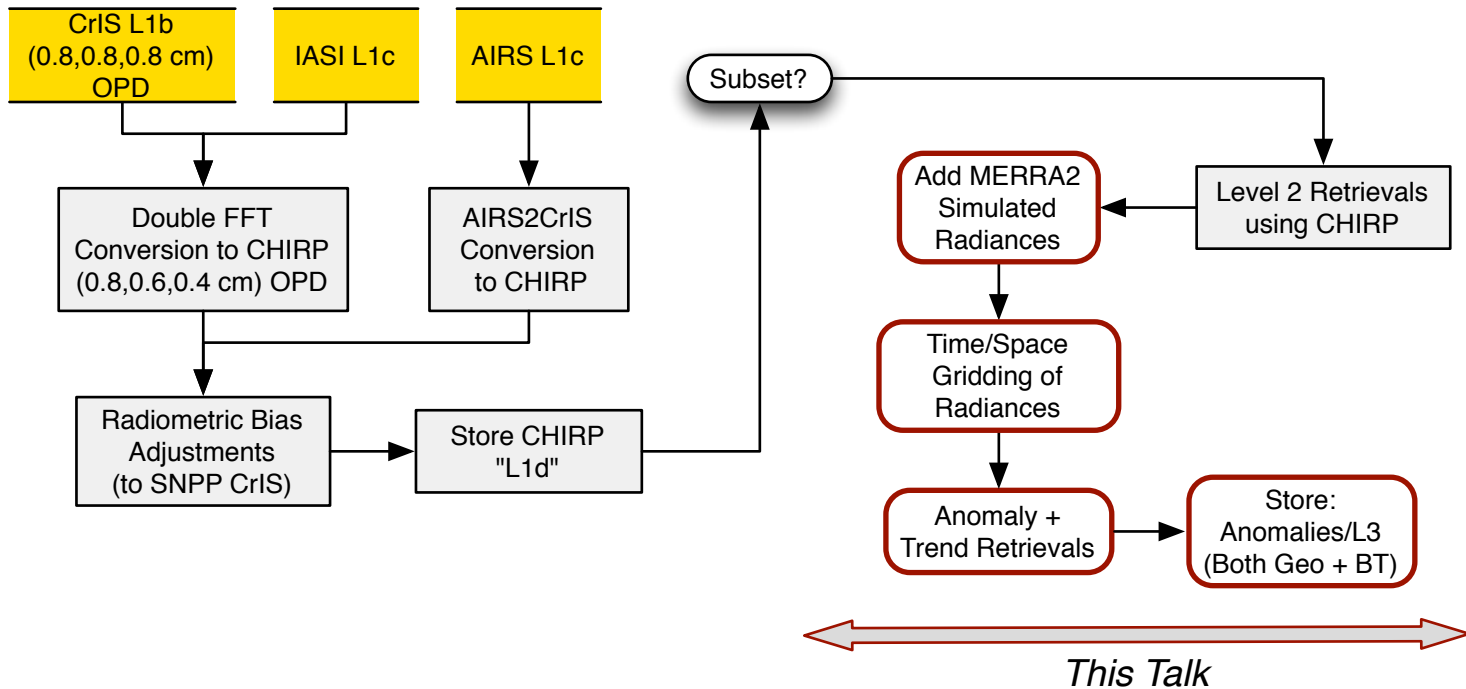 CrIS L1b
(0.8,0.8,0.8 cm)
OPD
IASI L1c
AIRS L1c
Double FFT
Conversion to CHIRP
(0.8,0.6,0.4 cm) OPD
AIRS2CrIS
Conversion
to CHIRP
Radiometric Bias
Adjustments
(to SNPP CrIS)
Store CHIRP
"L1d"
Subset?
Level 2 Retrievals
using CHIRP
Add MERRA2
Simulated
Radiances
Time/Space
Gridding of
Radiances
Anomaly +
Trend Retrievals
Store:
Anomalies/L3
(Both Geo + BT)
This Talk